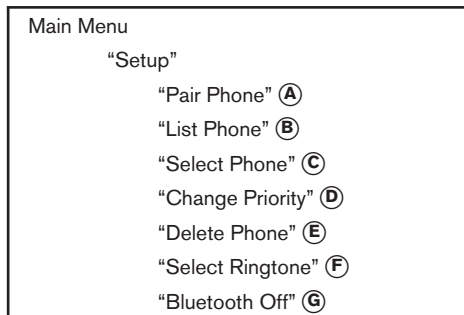 Main Menu
“Setup”
“Pair Phone” Ⓐ
“List Phone” Ⓑ
“Select Phone” Ⓒ
“Change Priority” Ⓓ
“Delete Phone” Ⓔ
“Select Ringtone” Ⓕ
“Bluetooth Off” Ⓖ